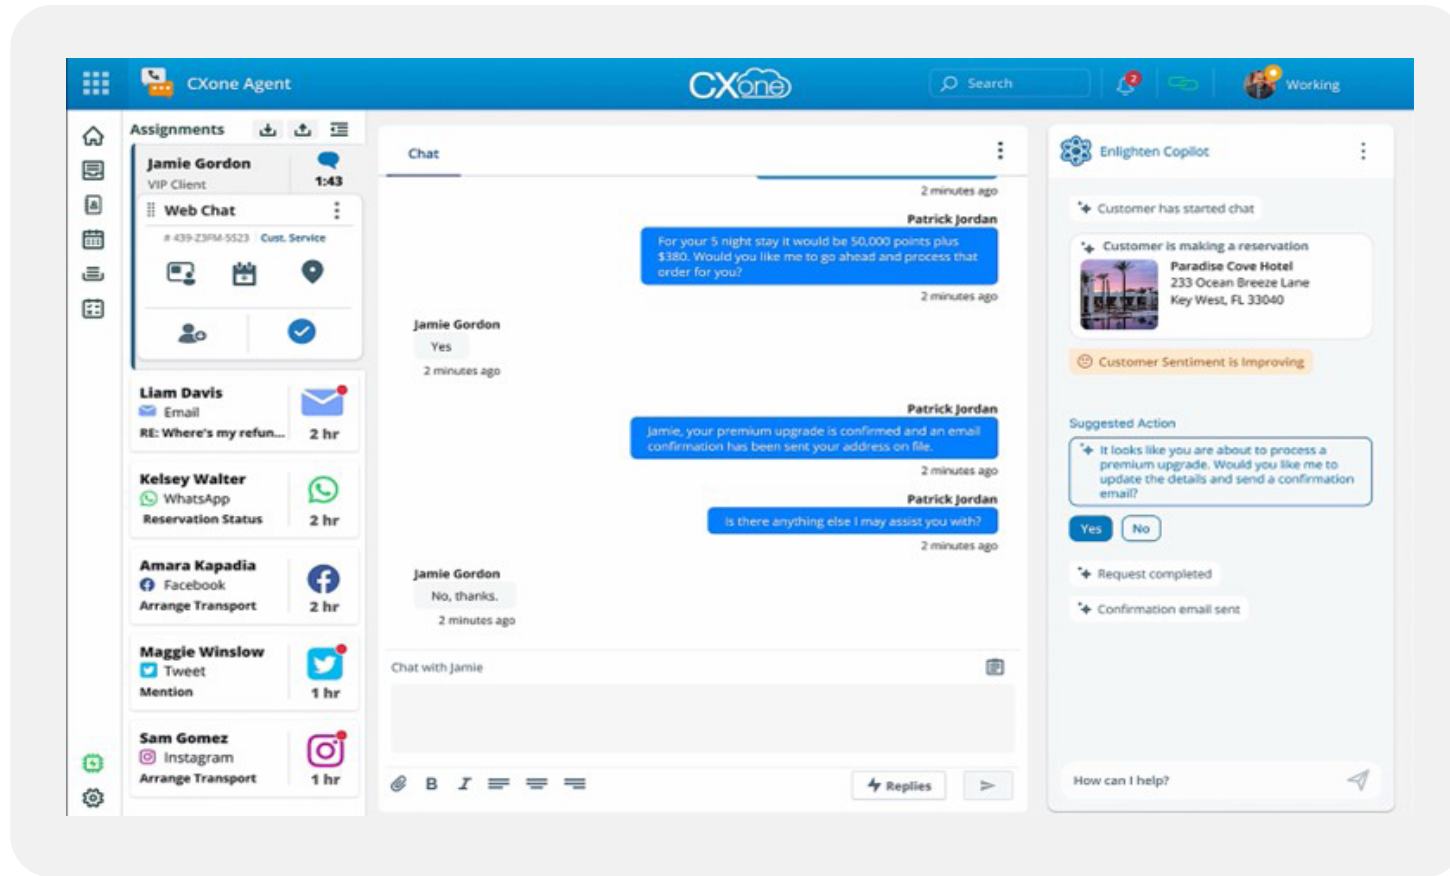 CXone Agent
CXone
Search
2
Working
Assignments
Jamie Gordon
VIP Client
1:43
Web Chat
# 439-Z3FM-5523 Cust. Service
Liam Davis
Email
RE: Where's my refun...
2 hr
Kelsey Walter
WhatsApp
Reservation Status
2 hr
Amara Kapadia
Facebook
Arrange Transport
2 hr
Maggie Winslow
Tweet
Mention
1 hr
Sam Gomez
Instagram
Arrange Transport
1 hr
Chat
2 minutes ago
Patrick Jordan
For your 5 night stay it would be 50,000 points plus
$380. Would you like me to go ahead and process that
order for you?
2 minutes ago
Jamie Gordon
Yes
2 minutes ago
Patrick Jordan
Jamie, your premium upgrade is confirmed and an email
confirmation has been sent your address on file.
2 minutes ago
Patrick Jordan
Is there anything else I may assist you with?
2 minutes ago
Jamie Gordon
No, thanks.
2 minutes ago
Chat with Jamie
B I
Replies
Enlighten Copilot
Customer has started chat
Customer is making a reservation
Paradise Cove Hotel
233 Ocean Breeze Lane
Key West, FL 33040
Customer Sentiment is Improving
Suggested Action
It looks like you are about to process a
premium upgrade. Would you like me to
update the details and send a confirmation
email?
Yes
No
Request completed
Confirmation email sent
How can I help?